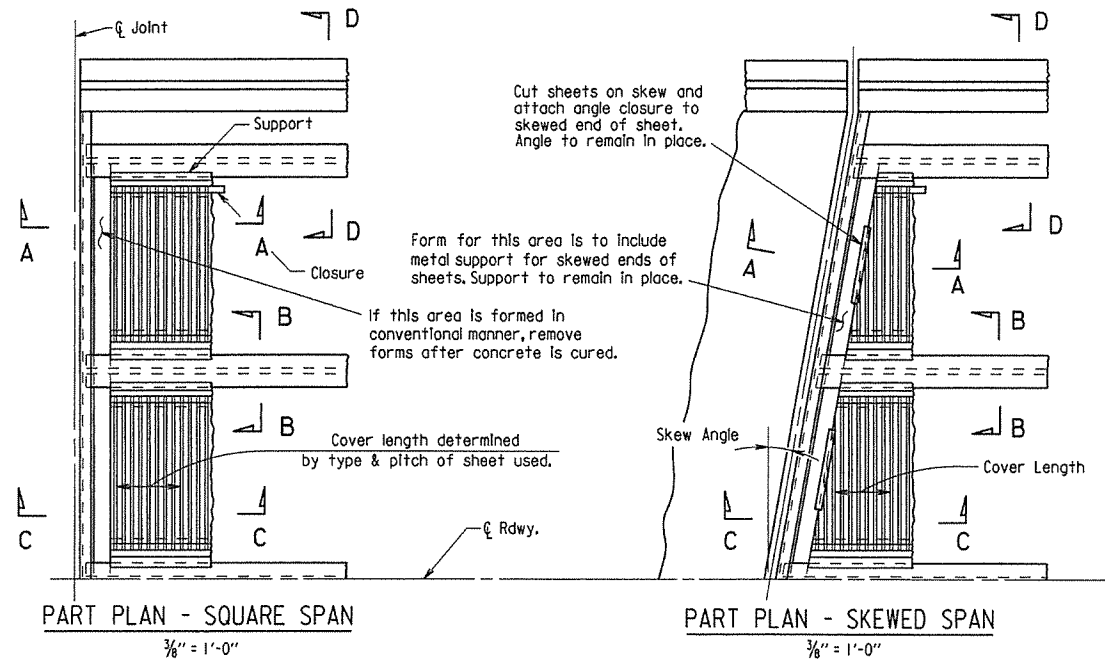 ℄ Joint
D
D
Support
A
A
D
Closure
If this area is formed in
conventional manner, remove
forms after concrete is cured.
B
B
Cover length determined
by type & pitch of sheet used.
C
C
℄ Rdwy.
PART PLAN - SQUARE SPAN
3/8" = 1'-0"
Cut sheets on skew and
attach angle closure to
skewed end of sheet.
Angle to remain in place.
Form for this area is to include
metal support for skewed ends of
sheets. Support to remain in place.
D
A
A
B
B
Skew Angle
Cover Length
C
C
PART PLAN - SKEWED SPAN
3/8" = 1'-0"